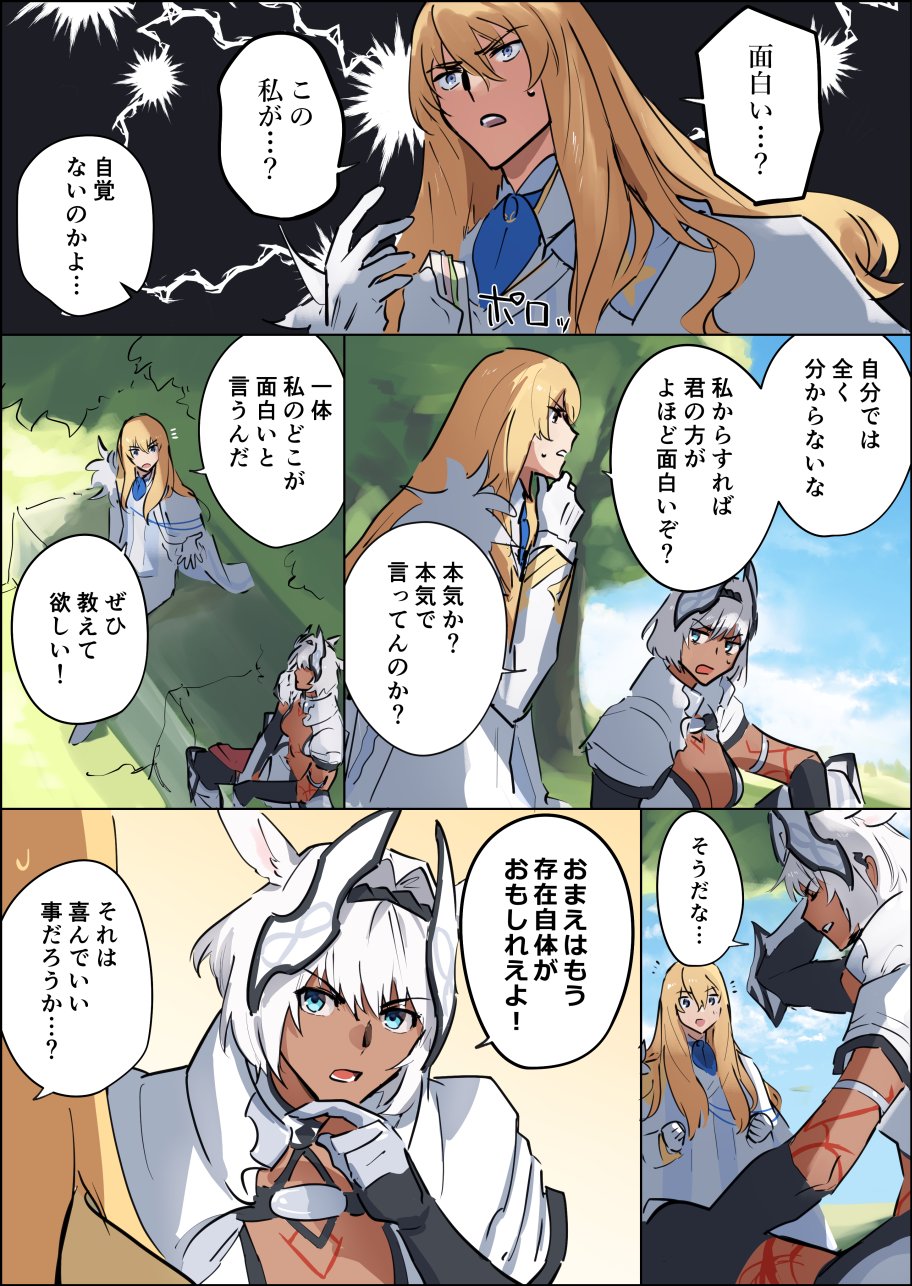 面白い…？
この
私が…？
自覚
ないのかよ…
ポロッ
自分では
全く
分からないな
私からすれば
君の方が
よほど面白いぞ？
本気か？
本気で
言ってんのか？
一体
私のどこが
面白いと
言うんだ
ぜひ
教えて
欲しい！
そうだな…
おまえはもう
存在自体が
おもしれえよ！
それは
喜んでいい
事だろうか…？